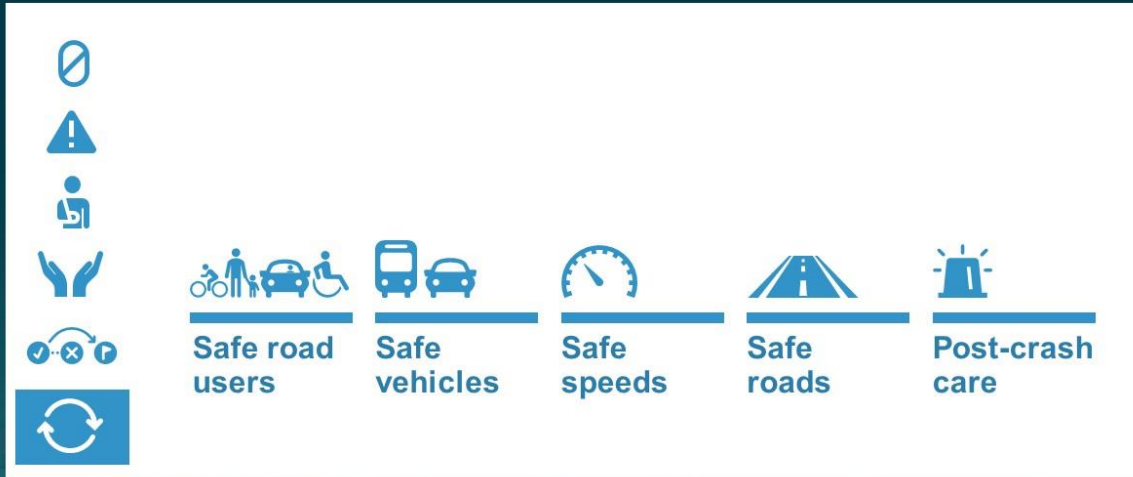 Safe road
users
Safe
vehicles
Safe
speeds
Safe
roads
Post-crash
care